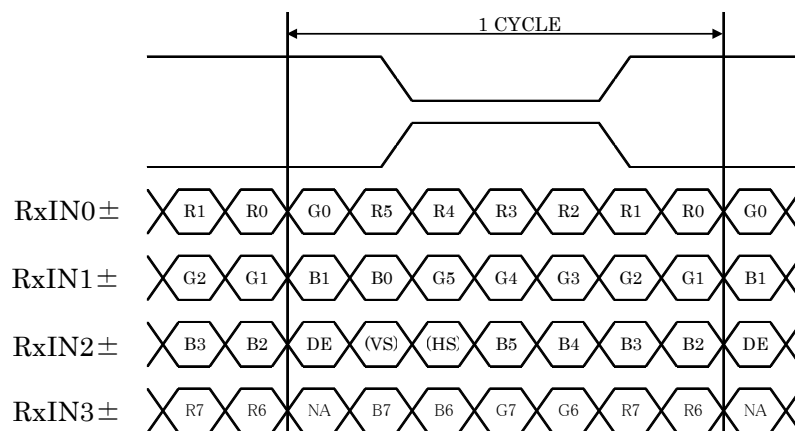 1 CYCLE
RxIN0± R1 R0 G0 R5 R4 R3 R2 R1 R0 G0
RxIN1± G2 G1 B1 B0 G5 G4 G3 G2 G1 B1
RxIN2± B3 B2 DE (VS) (HS) B5 B4 B3 B2 DE
RxIN3± R7 R6 NA B7 B6 G7 G6 R7 R6 NA